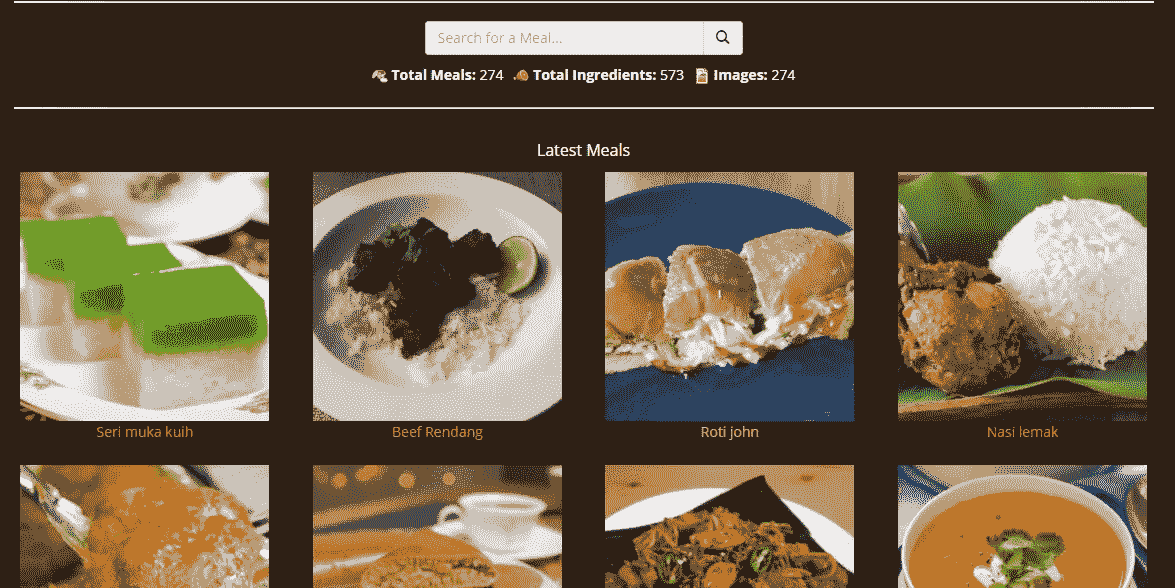 Search for a Meal...
Total Meals: 274 Total Ingredients: 573 Images: 274
Latest Meals
Seri muka kuih
Beef Rendang
Roti john
Nasi lemak